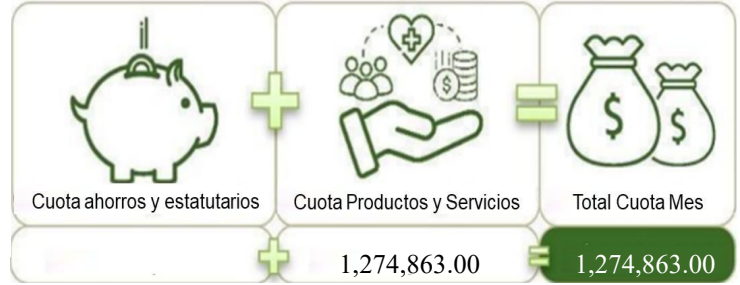 Cuota ahorros y estatutarios
Cuota Productos y Servicios
Total Cuota Mes
1,274,863.00
1,274,863.00